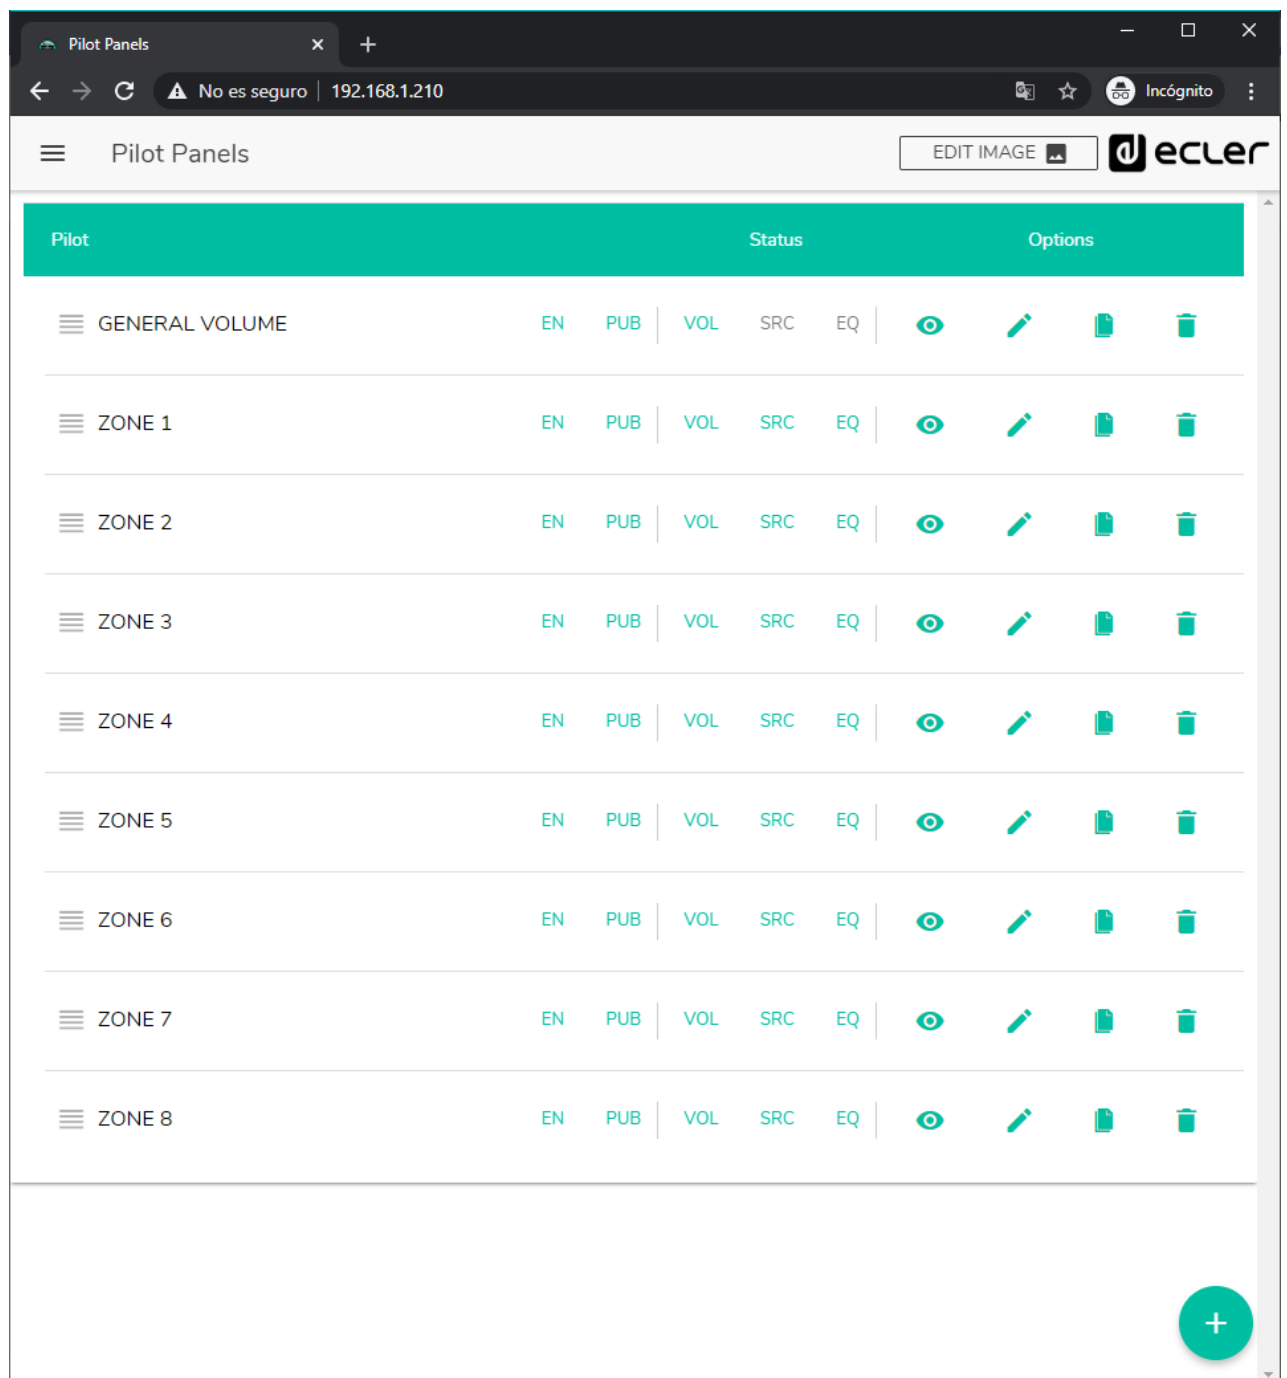 Pilot Panels
No es seguro | 192.168.1.210 Incógnito
Pilot Panels EDIT IMAGE ecler
Pilot Status Options
GENERAL VOLUME EN PUB VOL SRC EQ
ZONE 1 EN PUB VOL SRC EQ
ZONE 2 EN PUB VOL SRC EQ
ZONE 3 EN PUB VOL SRC EQ
ZONE 4 EN PUB VOL SRC EQ
ZONE 5 EN PUB VOL SRC EQ
ZONE 6 EN PUB VOL SRC EQ
ZONE 7 EN PUB VOL SRC EQ
ZONE 8 EN PUB VOL SRC EQ